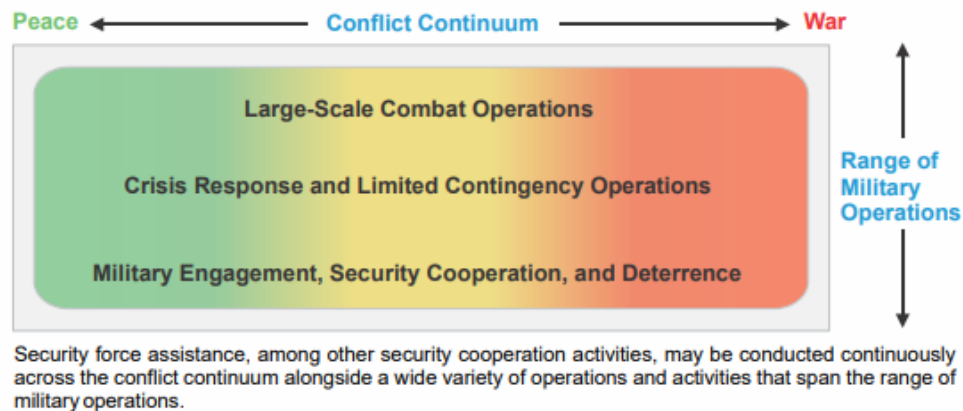 Peace Conflict Continuum War
Large-Scale Combat Operations
Crisis Response and Limited Contingency Operations
Military Engagement, Security Cooperation, and Deterrence
Range of
Military
Operations
Security force assistance, among other security cooperation activities, may be conducted continuously
across the conflict continuum alongside a wide variety of operations and activities that span the range of
military operations.